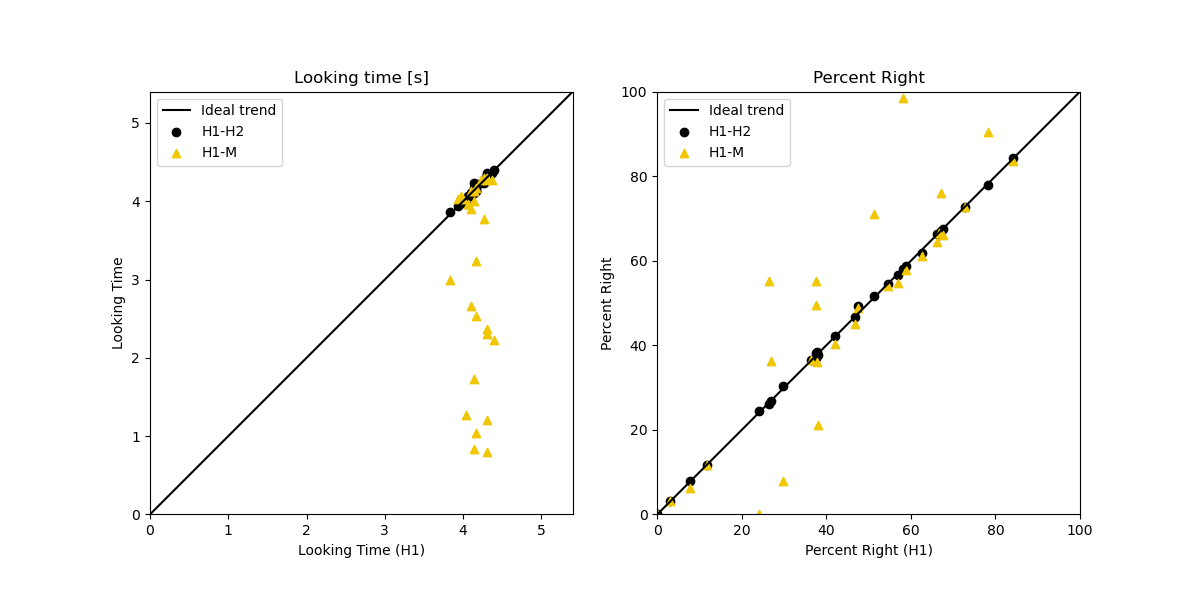 Looking time [s]
Ideal trend
H1-H2
H1-M
5
4
3
2
1
0
0 1 2 3 4 5
Looking Time
Looking Time (H1)
Percent Right
Ideal trend
H1-H2
H1-M
100
80
60
40
20
0
0 20 40 60 80 100
Percent Right
Percent Right (H1)